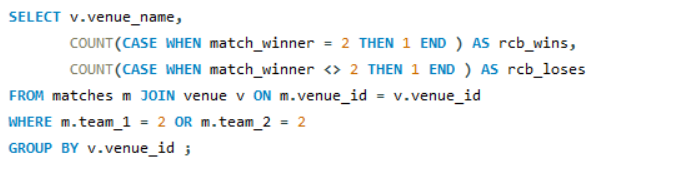 SELECT v.venue_name,
COUNT(CASE WHEN match_winner = 2 THEN 1 END ) AS rcb_wins,
COUNT(CASE WHEN match_winner <> 2 THEN 1 END ) AS rcb_loses
FROM matches m JOIN venue v ON m.venue_id = v.venue_id
WHERE m.team_1 = 2 OR m.team_2 = 2
GROUP BY v.venue_id ;